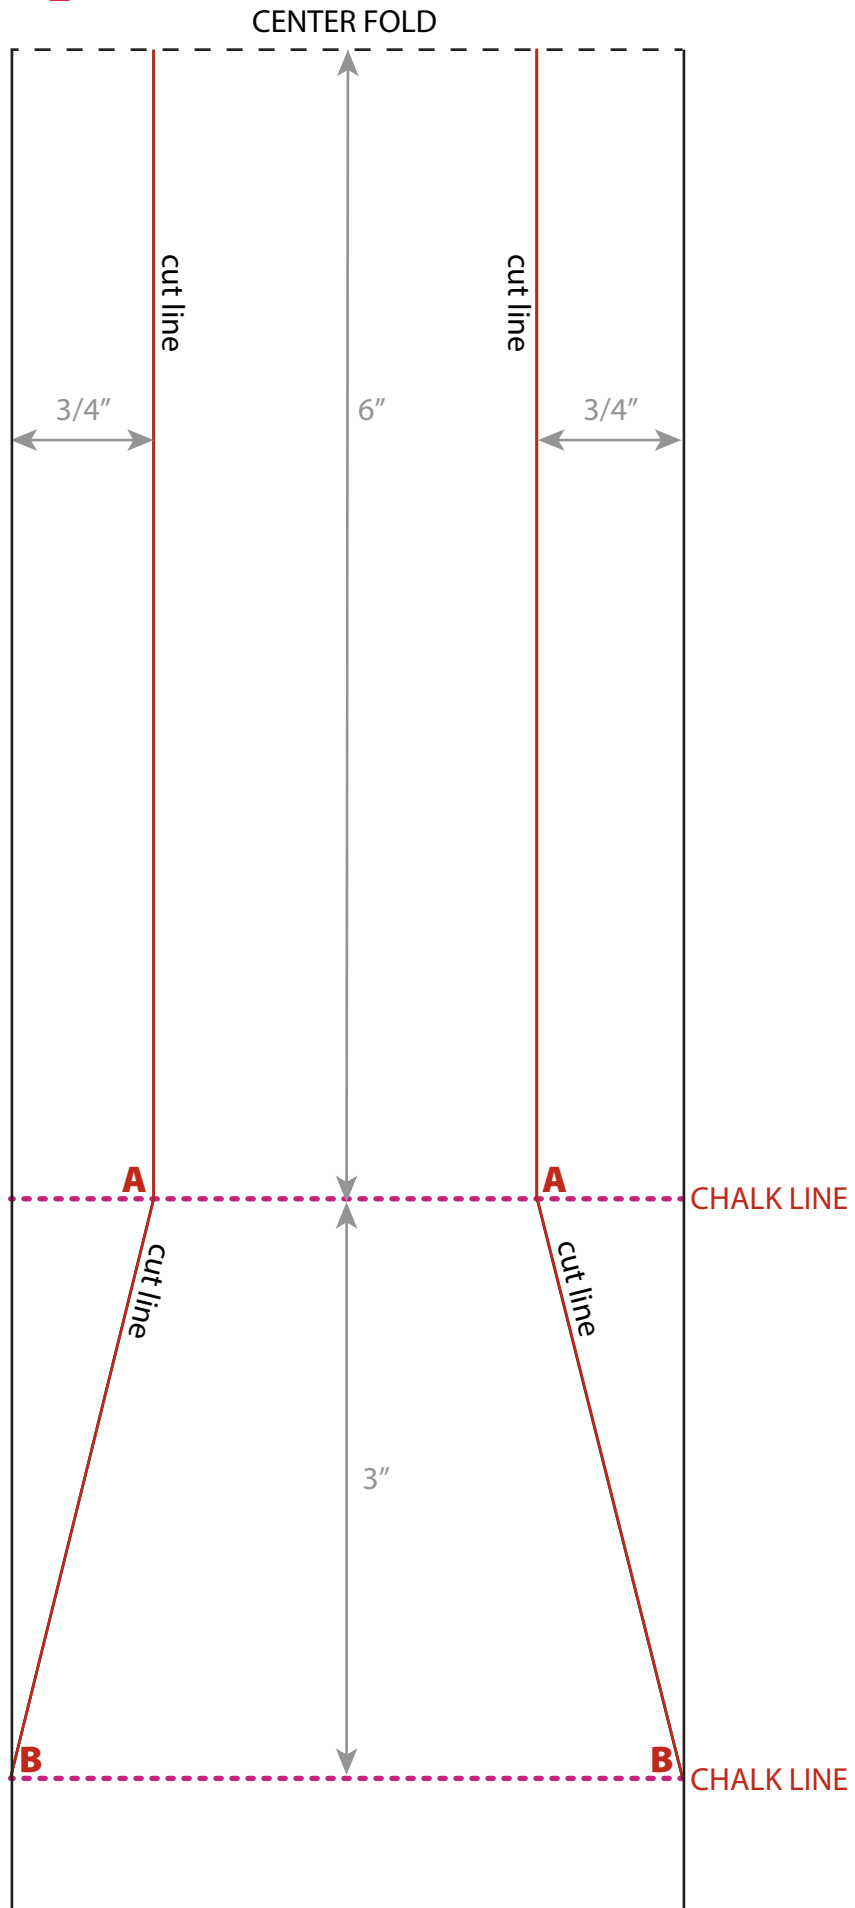 CENTER FOLD
cut line
cut line
3/4”
6”
3/4”
A
A
CHALK LINE
cut line
cut line
3”
B
B
CHALK LINE